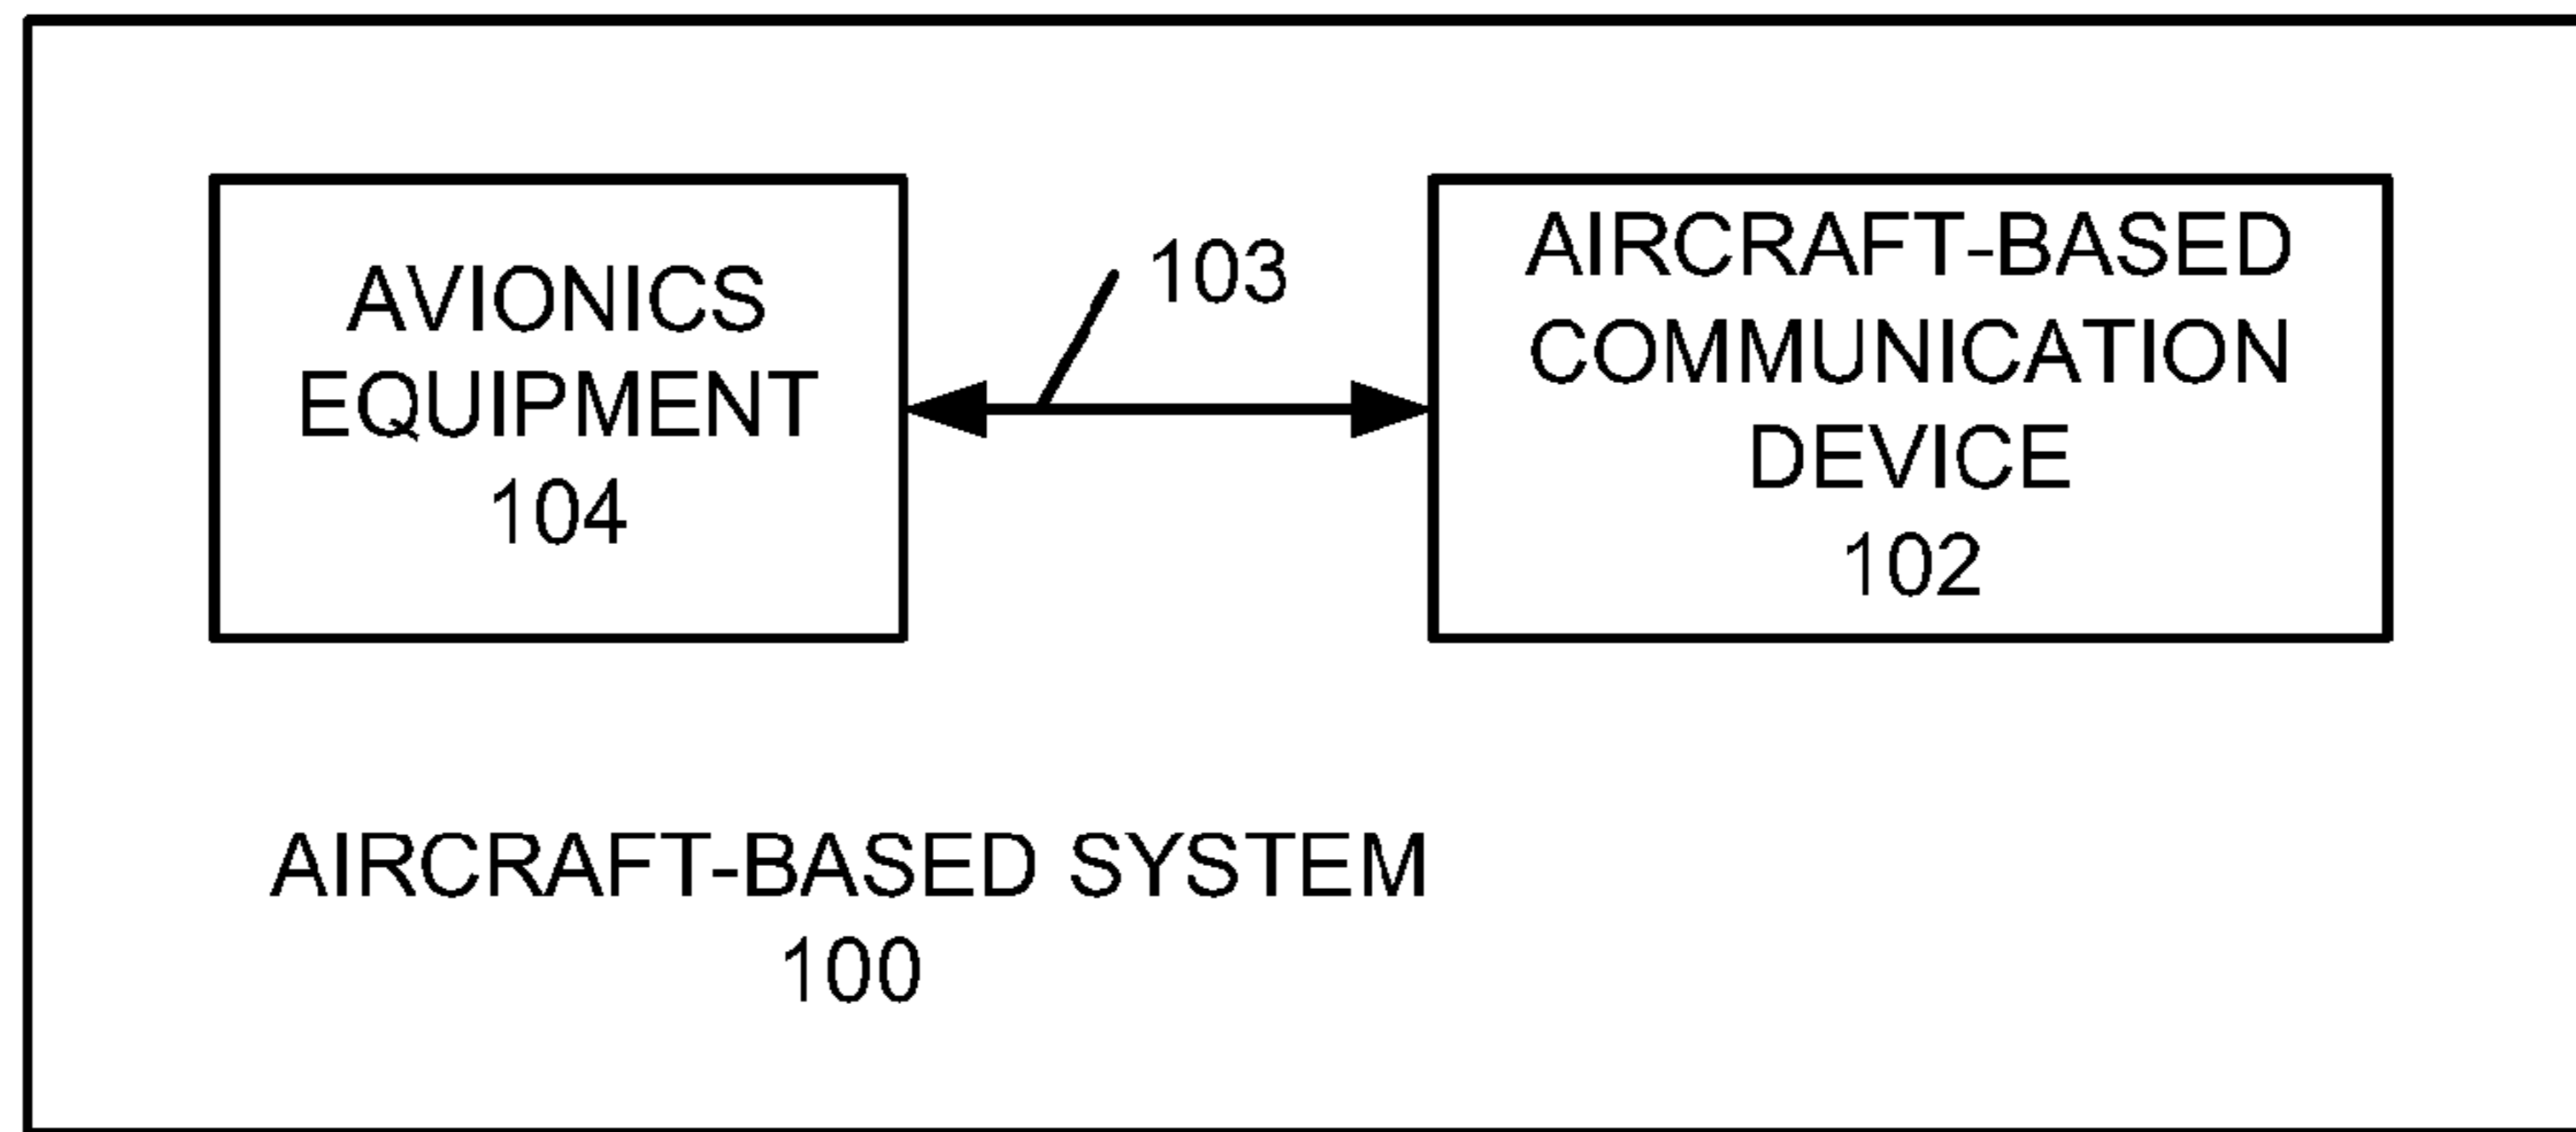 AVIONICS
EQUIPMENT
104
103
AIRCRAFT-BASED
COMMUNICATION
DEVICE
102
AIRCRAFT-BASED SYSTEM
100